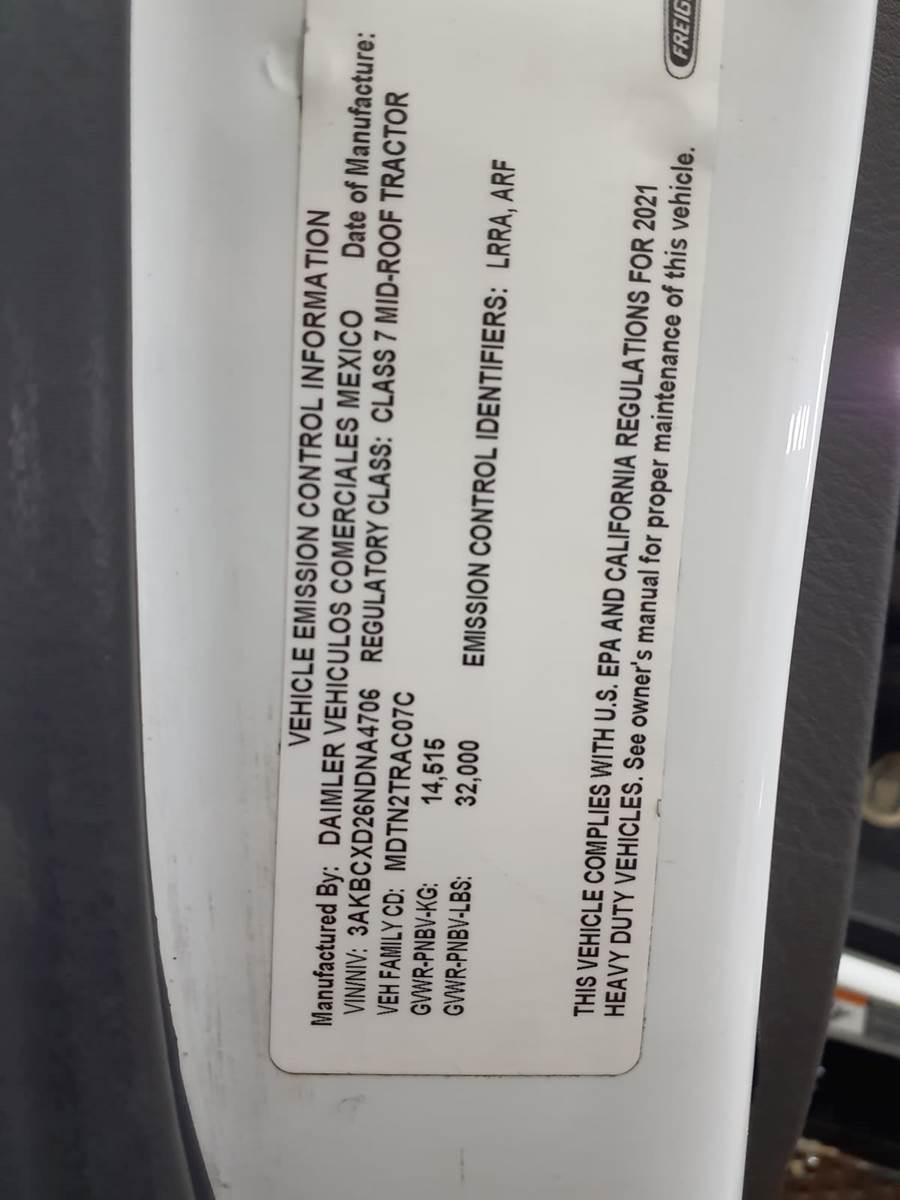 VEHICLE EMISSION CONTROL INFORMATION
Manufactured By: DAIMLER VEHICULOS COMERCIALES MEXICO Date of Manufacture:
VIN/NIV: 3AKBCXD26NDNA4706 REGULATORY CLASS: CLASS 7 MID-ROOF TRACTOR
VEH FAMILY CD: MDTN2TRAC07C
GVWR-PNBV-KG: 14,515
GVWR-PNBV-LBS: 32,000 EMISSION CONTROL IDENTIFIERS: LRRA, ARF
THIS VEHICLE COMPLIES WITH U.S. EPA AND CALIFORNIA REGULATIONS FOR 2021
HEAVY DUTY VEHICLES. See owner's manual for proper maintenance of this vehicle.